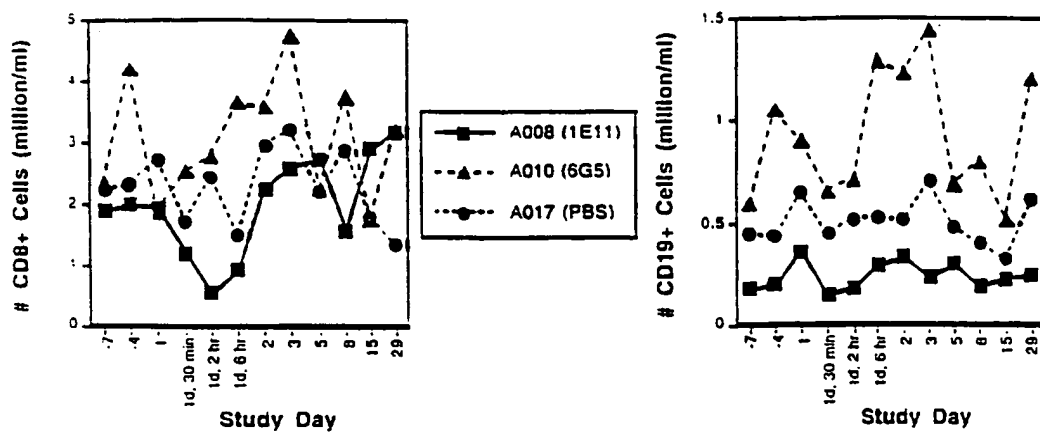 # CD8+ Cells (million/ml)
5
4
3
2
1
0
-7
-4
1
1d, 30 min
1d, 2 hr
1d, 6 hr
2
3
5
8
15
29
Study Day
A008 (1E11)
A010 (6G5)
A017 (PBS)
# CD19+ Cells (million/ml)
1.5
1
0.5
0
-7
-4
1
1d, 30 min
1d, 2 hr
1d, 6 hr
2
3
5
8
15
29
Study Day